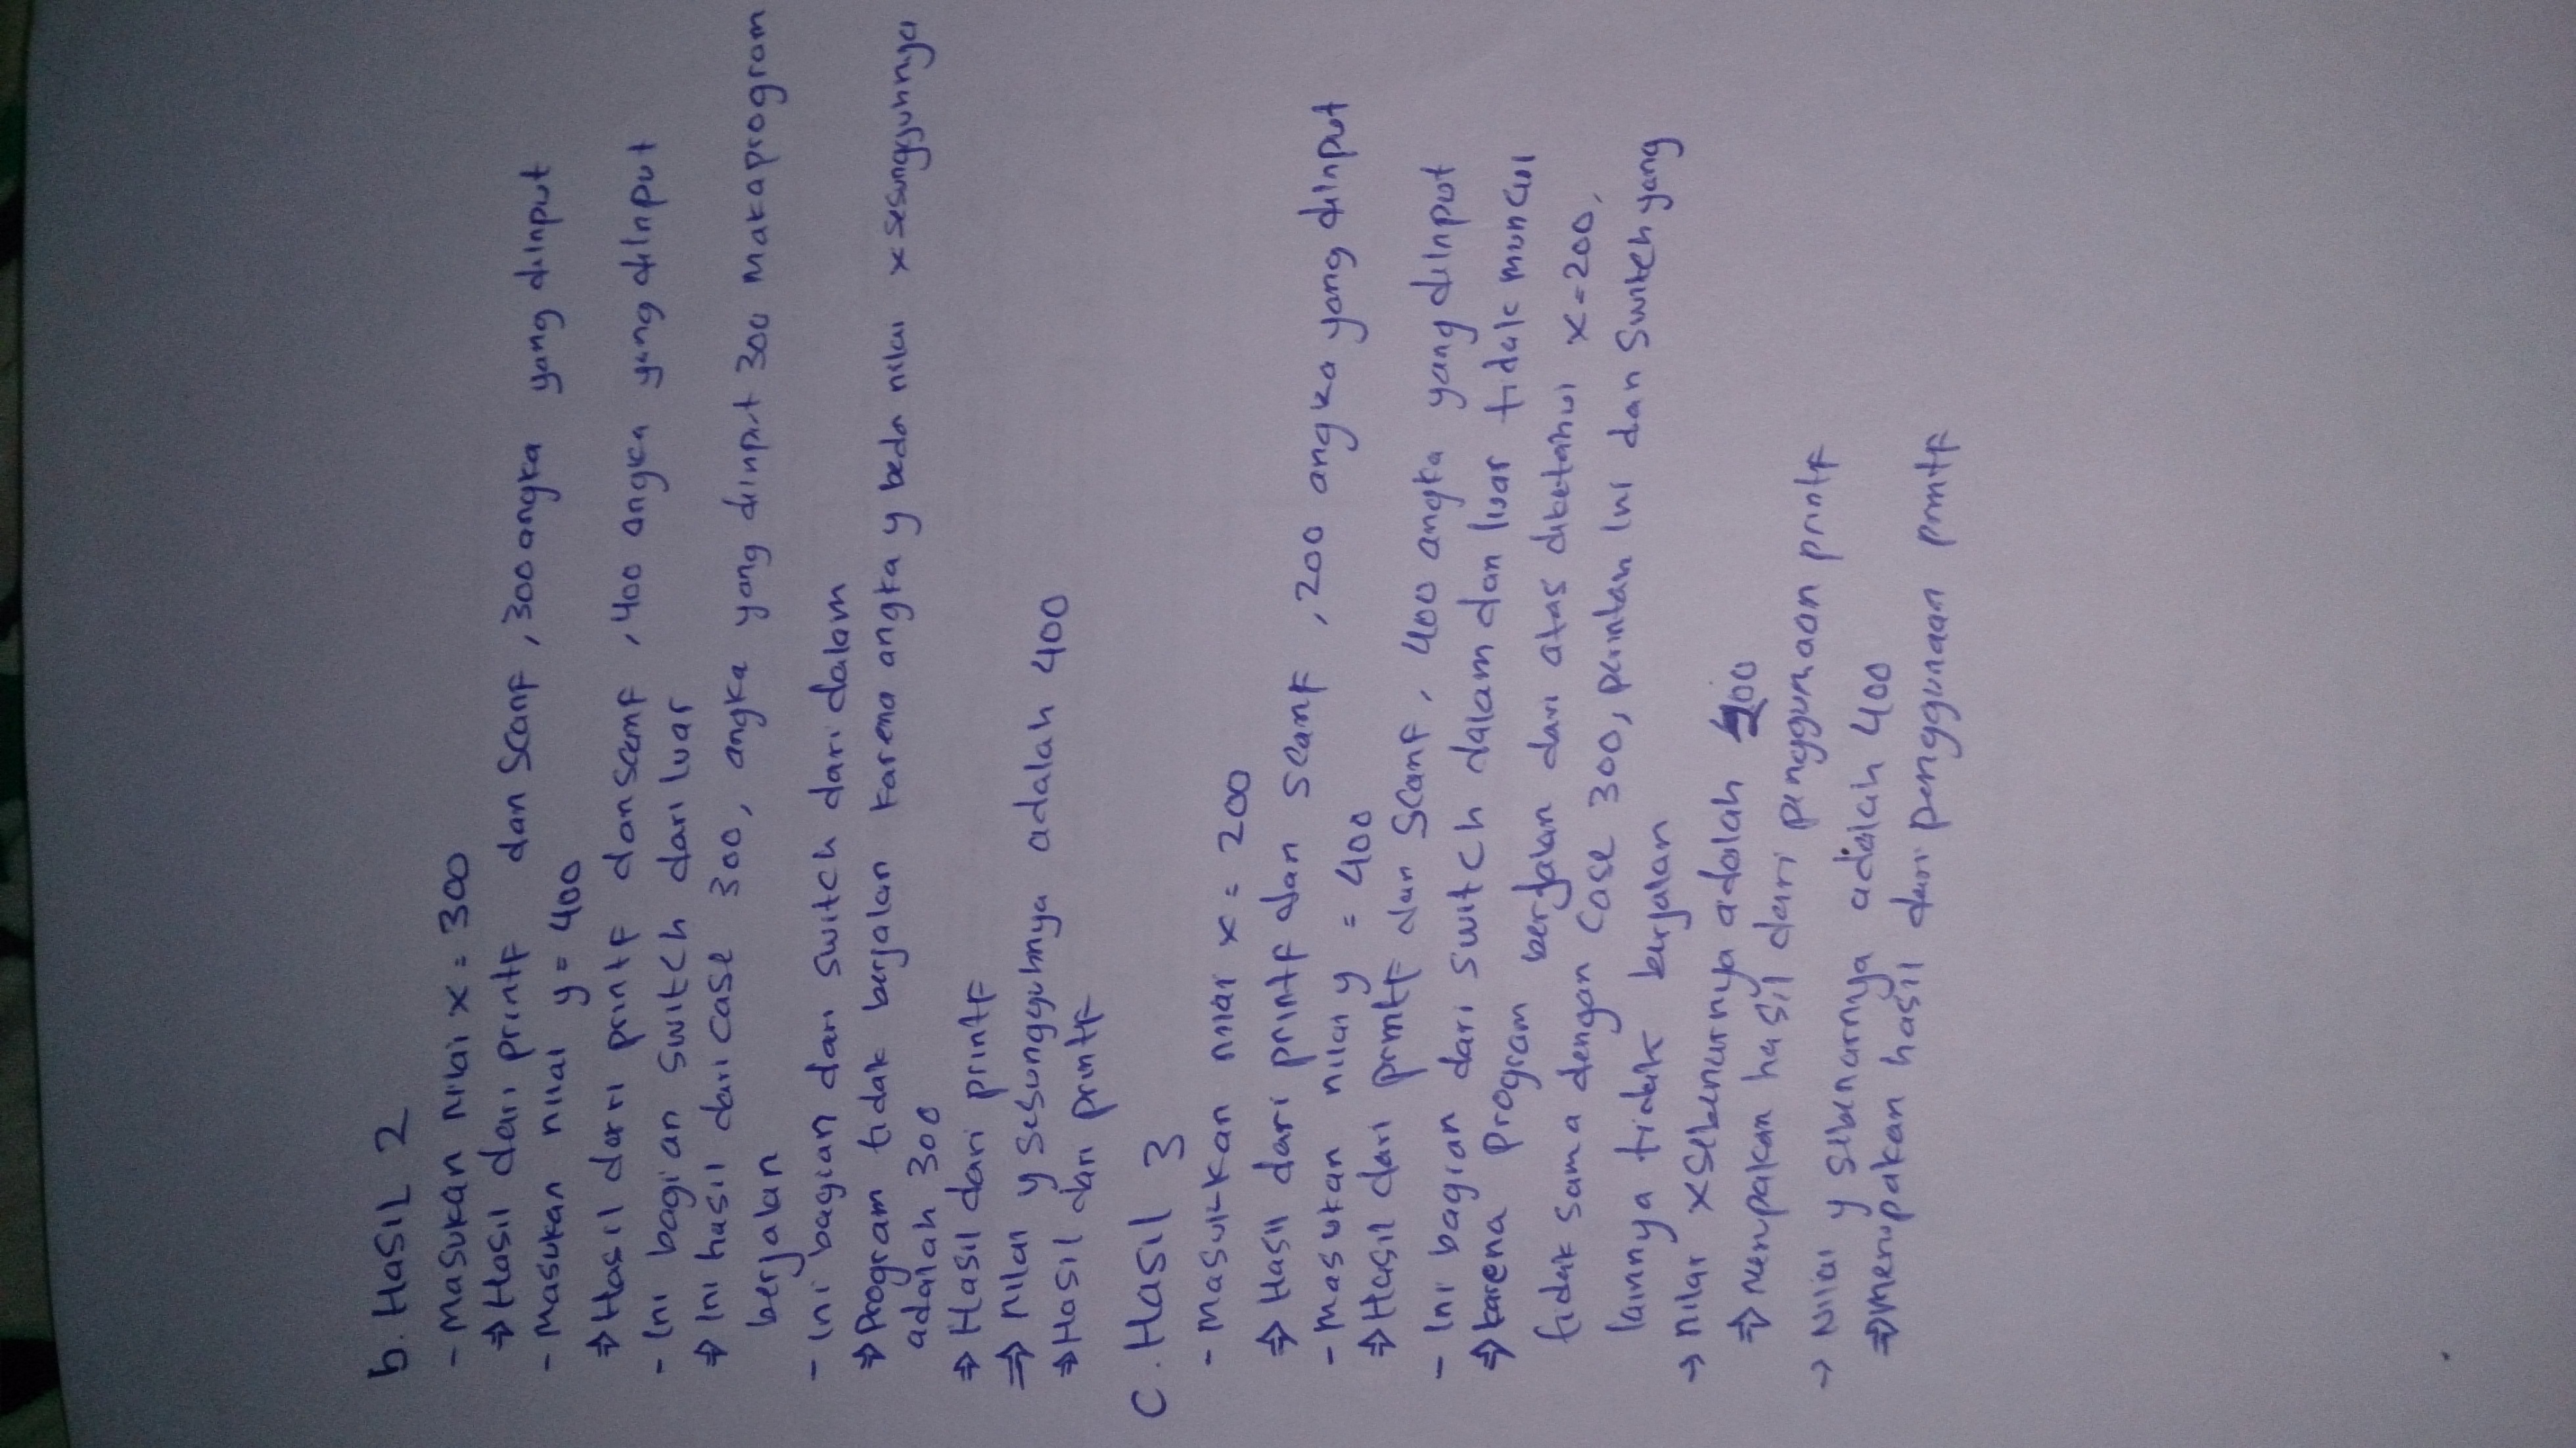 b. HASIL 2
- Masukan nilai x = 300
⇒ Hasil dari printf dan Scanf , 300 angka yang diinput
- Masukan nilai y = 400
⇒ Hasil darri printf dan scanf , 400 angka yang diinput
- Ini bagian switch dari luar
⇒ Ini hasil dari case 300, angka yang diinput 300 maka program
berjalan
- Ini bagian dari switch dari dalam
⇒ Program tidak berjalan karena angka y beda nilai x sesungguhnya
adalah 300
⇒ Hasil dari printf
⇒ Nilai y sesungguhnya adalah 400
⇒ Hasil dari printf
C. Hasil 3
- Masukkan nilai x = 200
⇒ Hasil dari printf dan scanf , 200 angka yang diinput
- Masukan nilai y = 400
⇒ Hasil dari printf dan Scanf, 400 angka yang diinput
- Ini bagian dari switch dalam dan luar tidak muncul
⇒ karena program berjalan dari atas diketahui x=200,
tidak sama dengan case 300, perintah ini dan Switch yang
lainnya tidak berjalan
→ nilai x sebenarnya adalah 200
⇒ merupakan hasil dari penggunaan printf
→ Nilai y sebenarnya adalah 400
⇒ merupakan hasil dari penggunaan printf